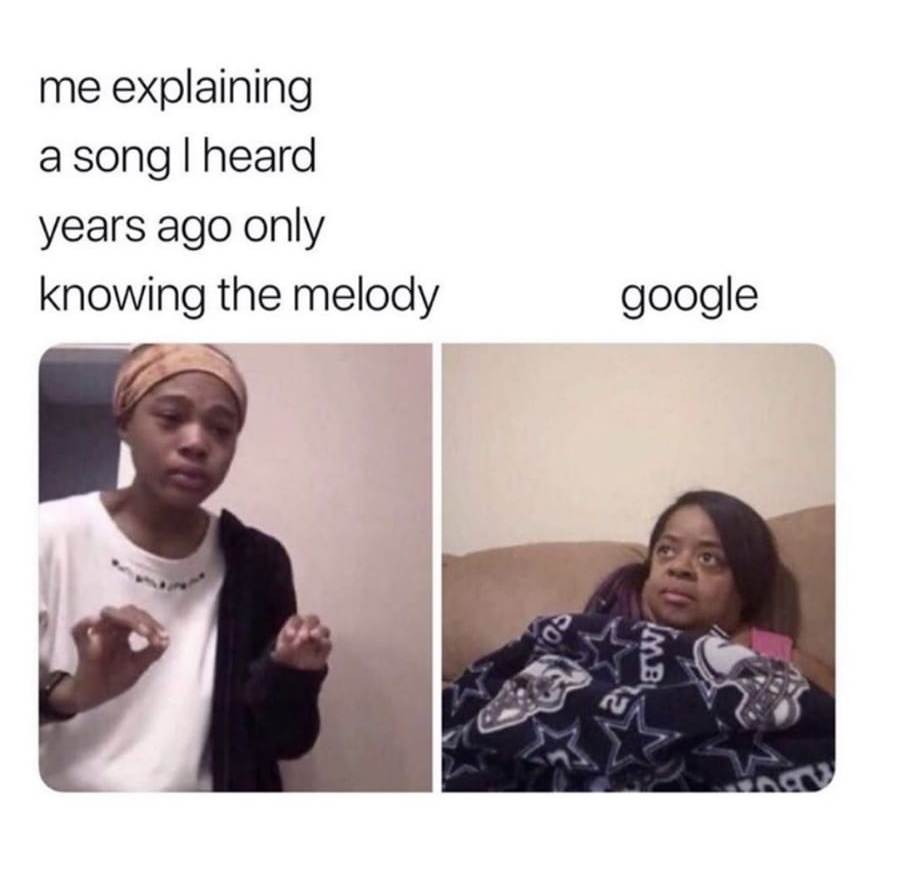 me explaining
a song I heard
years ago only
knowing the melody
google